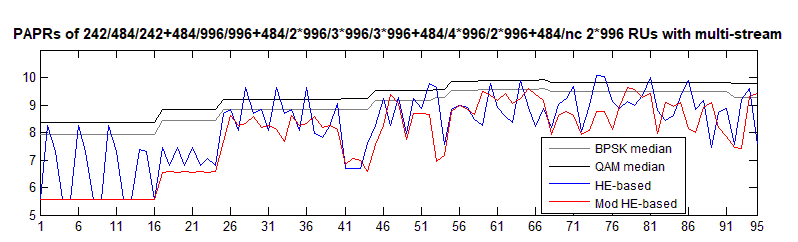 PAPRs of 242/484/242+484/996/996+484/2*996/3*996/3*996+484/4*996/2*996+484/nc 2*996 RUs with multi-stream
10
9
8
7
6
5
BPSK median
QAM median
HE-based
Mod HE-based
1 6 11 16 21 26 31 36 41 46 51 56 61 66 71 76 81 86 91 95